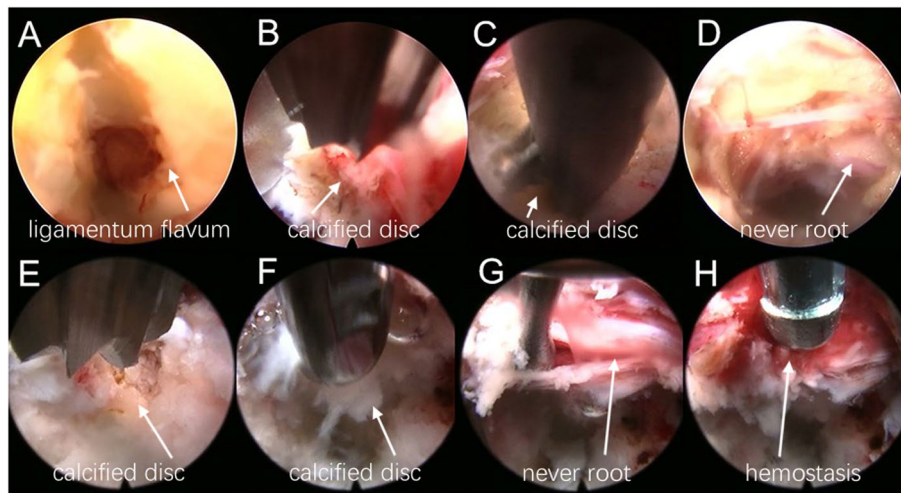 A
B
C
D
ligamentum flavum
calcified disc
calcified disc
never root
E
F
G
H
calcified disc
calcified disc
never root
hemostasis